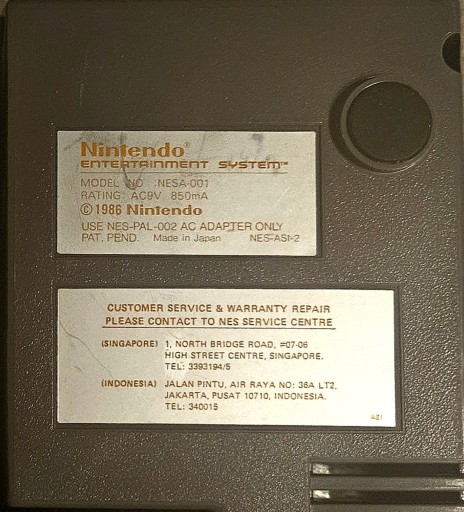 Nintendo®
ENTERTAINMENT SYSTEM™
MODEL NO. :NESA-001
RATING: AC9V 850mA
© 1986 Nintendo
USE NES-PAL-002 AC ADAPTER ONLY
PAT. PEND. Made in Japan NES-ASI-2
CUSTOMER SERVICE & WARRANTY REPAIR
PLEASE CONTACT TO NES SERVICE CENTRE
(SINGAPORE) 1, NORTH BRIDGE ROAD, #07-06
HIGH STREET CENTRE, SINGAPORE.
TEL: 3393194/5
(INDONESIA) JALAN PINTU, AIR RAYA NO: 36A LT2,
JAKARTA, PUSAT 10710, INDONESIA.
TEL: 340015